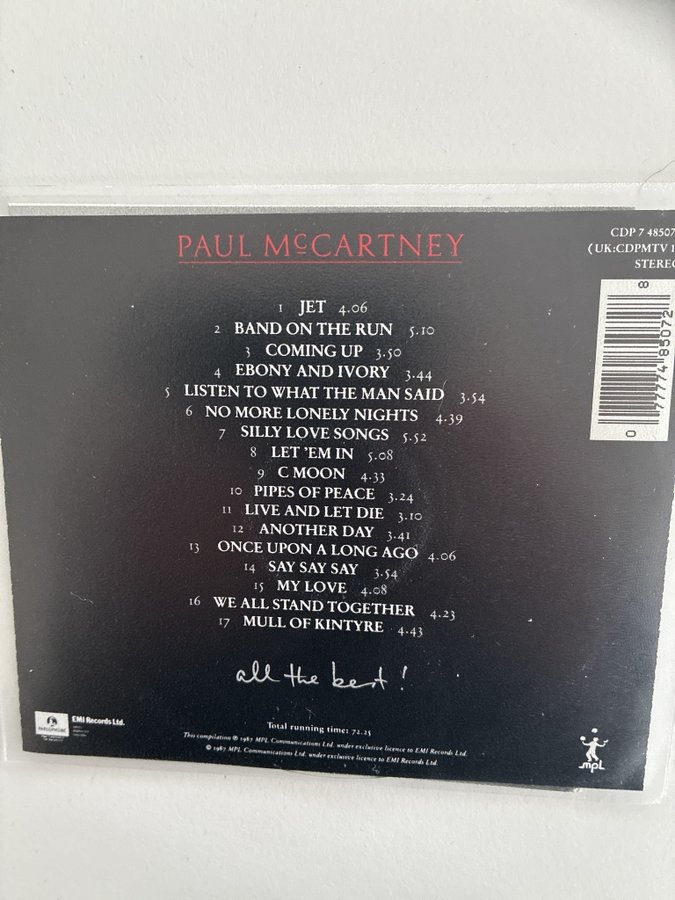 PAUL McCARTNEY
CDP 7 48507
(UK:CDPMTV 1
STEREO
1 JET 4.06
2 BAND ON THE RUN 5.10
3 COMING UP 3.50
4 EBONY AND IVORY 3.44
5 LISTEN TO WHAT THE MAN SAID 3.54
6 NO MORE LONELY NIGHTS 4.39
7 SILLY LOVE SONGS 5.52
8 LET 'EM IN 5.08
9 C MOON 4.33
10 PIPES OF PEACE 3.24
11 LIVE AND LET DIE 3.10
12 ANOTHER DAY 3.41
13 ONCE UPON A LONG AGO 4.06
14 SAY SAY SAY 3.54
15 MY LOVE 4.08
16 WE ALL STAND TOGETHER 4.23
17 MULL OF KINTYRE 4.43
0 77774 85072 8
all the best!
PARLOPHONE
EMI Records Ltd.
Total running time: 72.25
This compilation ℗ 1987 MPL Communications Ltd. under exclusive licence to EMI Records Ltd.
© 1987 MPL Communications Ltd. under exclusive licence to EMI Records Ltd.
mpL